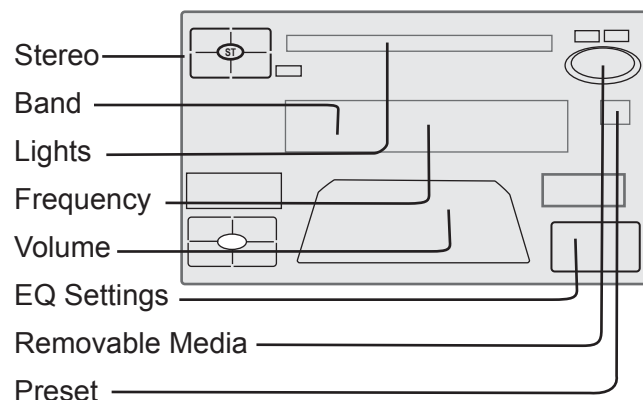 Stereo
ST
Band
Lights
Frequency
Volume
EQ Settings
Removable Media
Preset